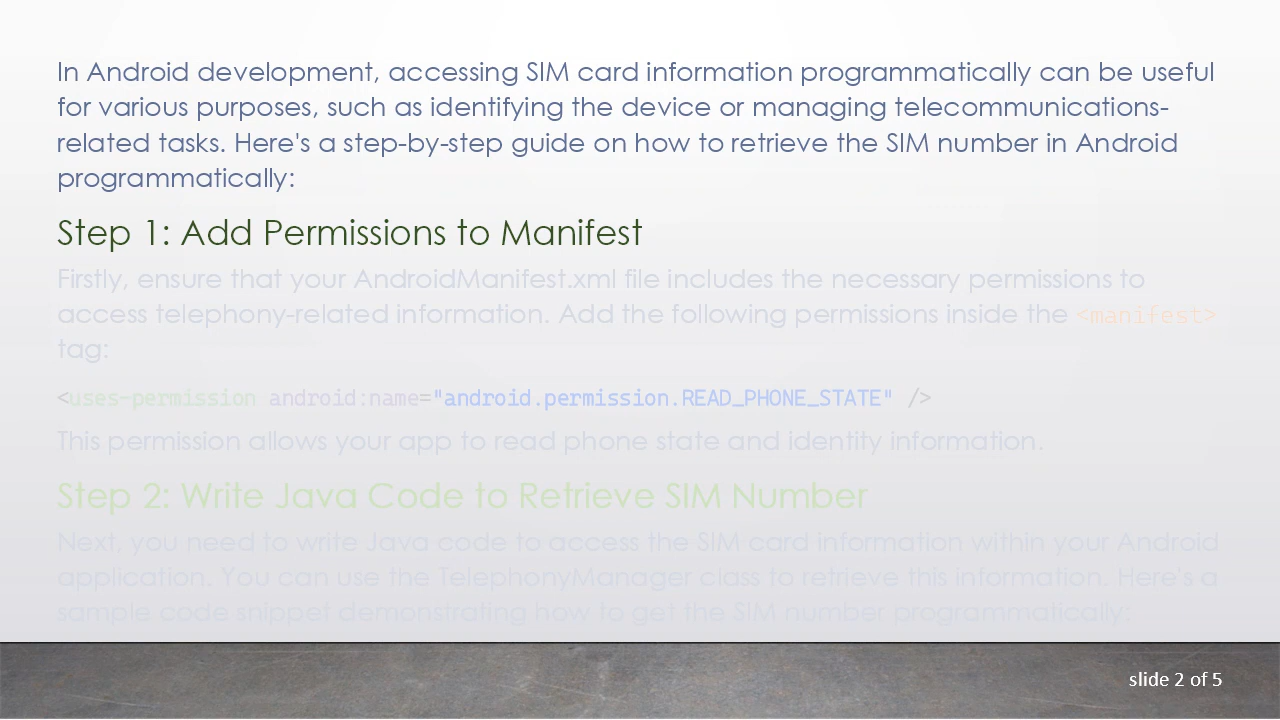 In Android development, accessing SIM card information programmatically can be useful
for various purposes, such as identifying the device or managing telecommunications-
related tasks. Here's a step-by-step guide on how to retrieve the SIM number in Android
programmatically:
Step 1: Add Permissions to Manifest
Firstly, ensure that your AndroidManifest.xml file includes the necessary permissions to
access telephony-related information. Add the following permissions inside the <manifest>
tag:
<uses-permission android:name="android.permission.READ_PHONE_STATE" />
This permission allows your app to read phone state and identity information.
Step 2: Write Java Code to Retrieve SIM Number
Next, you need to write Java code to access the SIM card information within your Android
application. You can use the TelephonyManager class to retrieve this information. Here's a
sample code snippet demonstrating how to get the SIM number programmatically:
slide 2 of 5